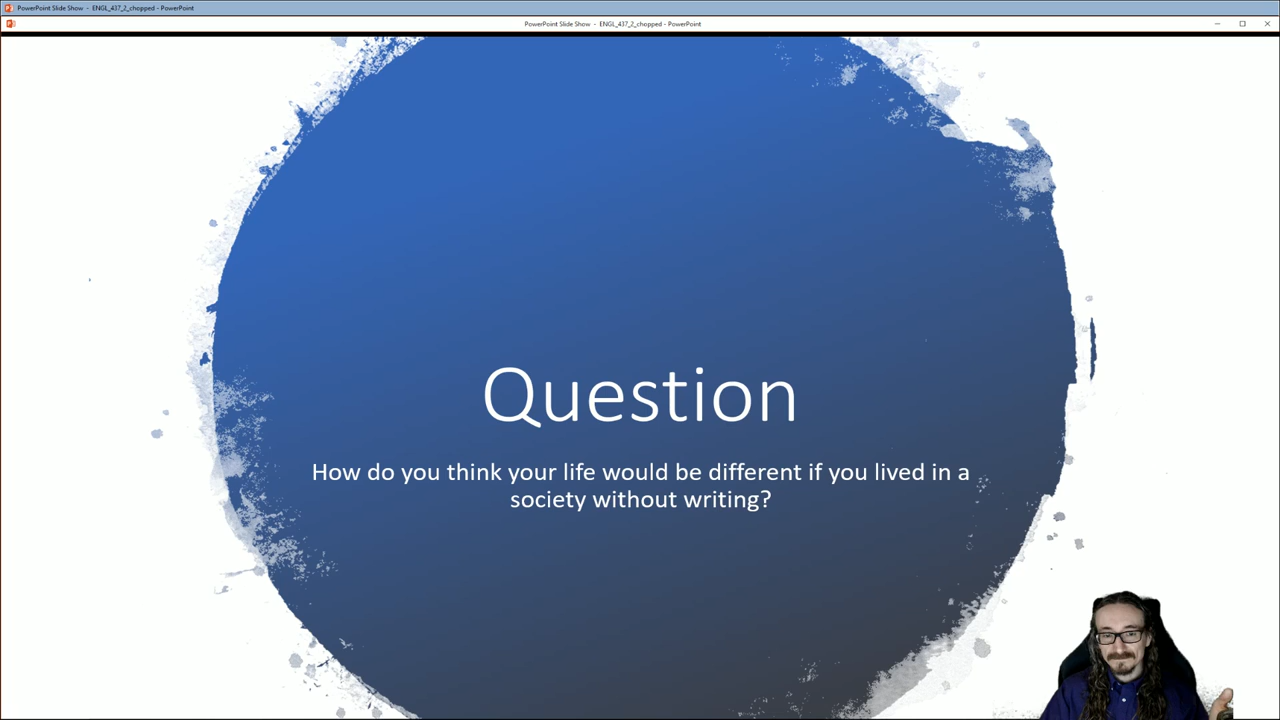 PowerPoint Slide Show - ENGL_437_2_chopped - PowerPoint
PowerPoint Slide Show - ENGL_437_2_chopped - PowerPoint
Question
How do you think your life would be different if you lived in a
society without writing?